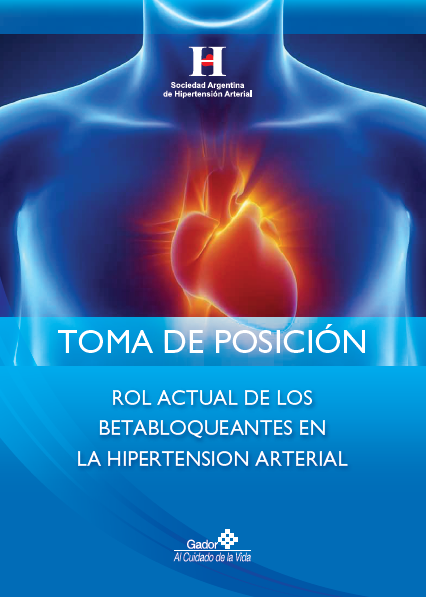 H
Sociedad Argentina
de Hipertensión Arterial
TOMA DE POSICIÓN
ROL ACTUAL DE LOS
BETABLOQUEANTES EN
LA HIPERTENSION ARTERIAL
Gador
Al Cuidado de la Vida